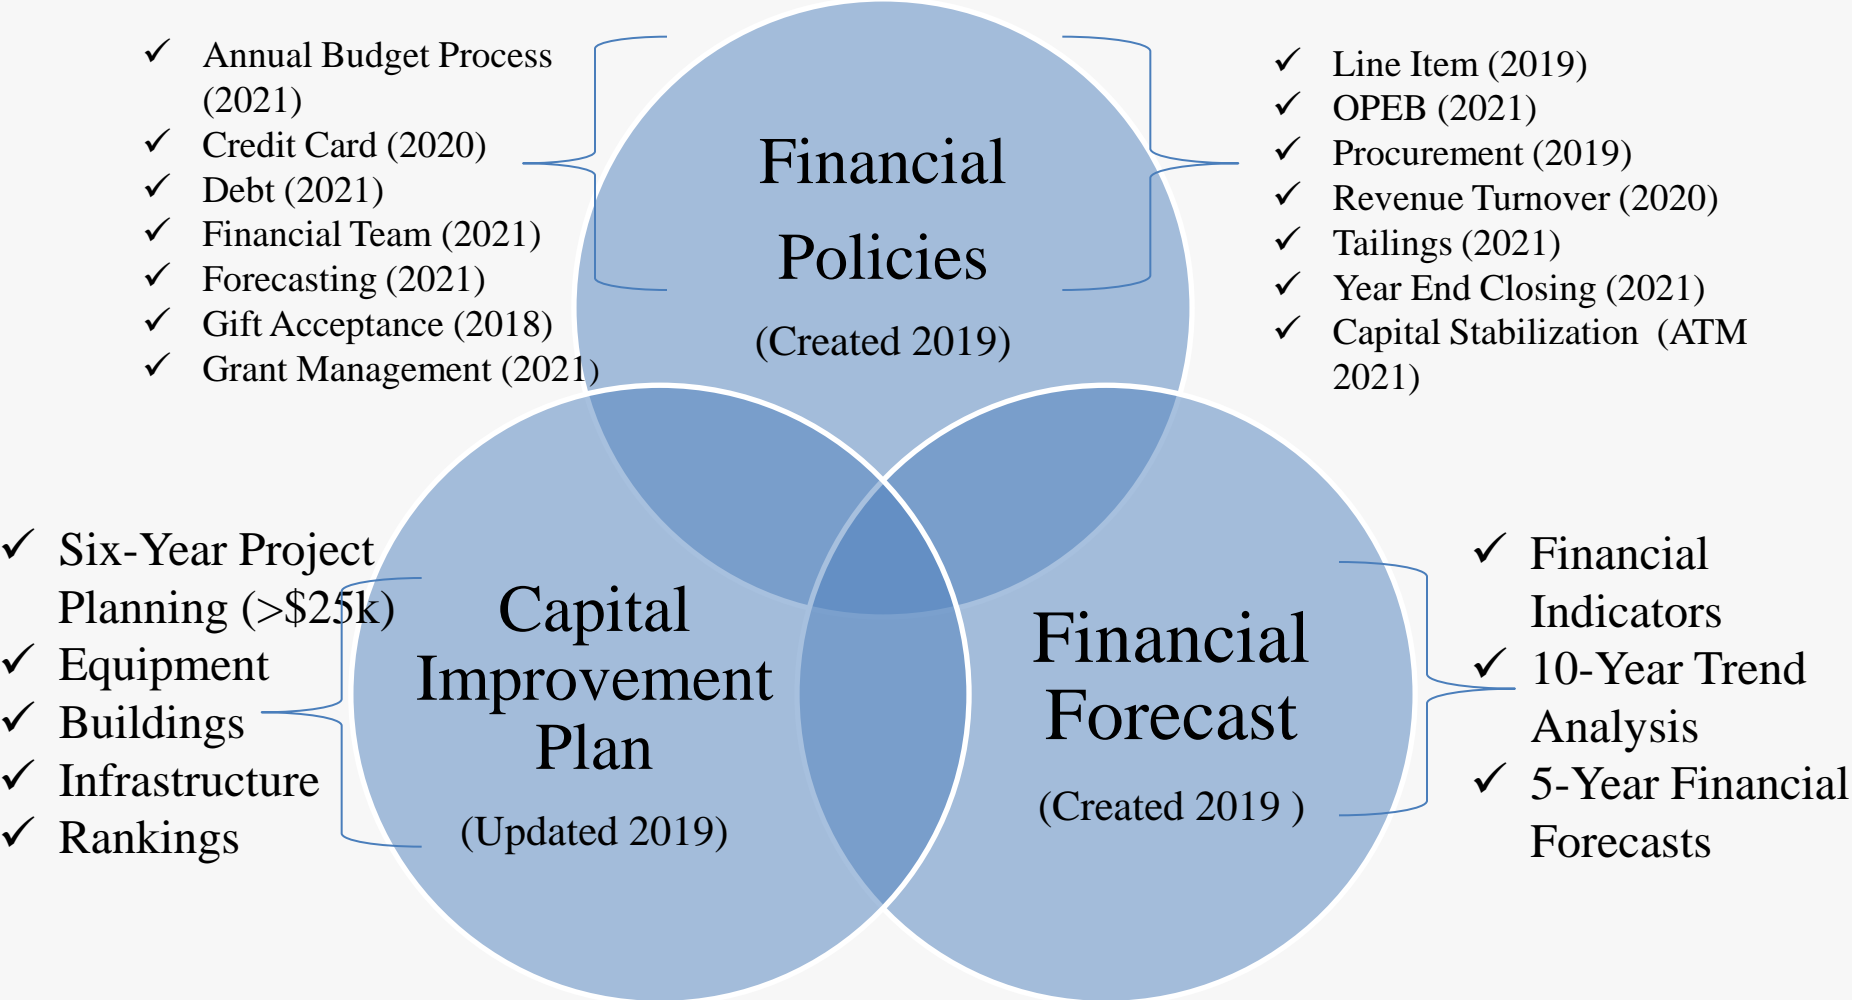 Annual Budget Process
(2021)
Credit Card (2020)
Debt (2021)
Financial Team (2021)
Forecasting (2021)
Gift Acceptance (2018)
Grant Management (2021)
Financial
Policies
(Created 2019)
Line Item (2019)
OPEB (2021)
Procurement (2019)
Revenue Turnover (2020)
Tailings (2021)
Year End Closing (2021)
Capital Stabilization (ATM
2021)
Six-Year Project
Planning (>$25k)
Equipment
Buildings
Infrastructure
Rankings
Capital
Improvement
Plan
(Updated 2019)
Financial
Forecast
(Created 2019 )
Financial
Indicators
10-Year Trend
Analysis
5-Year Financial
Forecasts